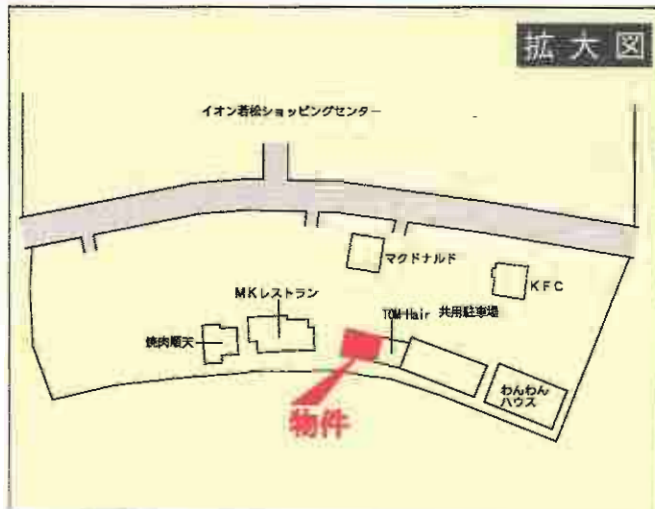 拡大図
イオン若松ショッピングセンター
マクドナルド
KFC
MKレストラン
TOM-Hair 共用駐車場
焼肉順天
わんわん
ハウス
物件